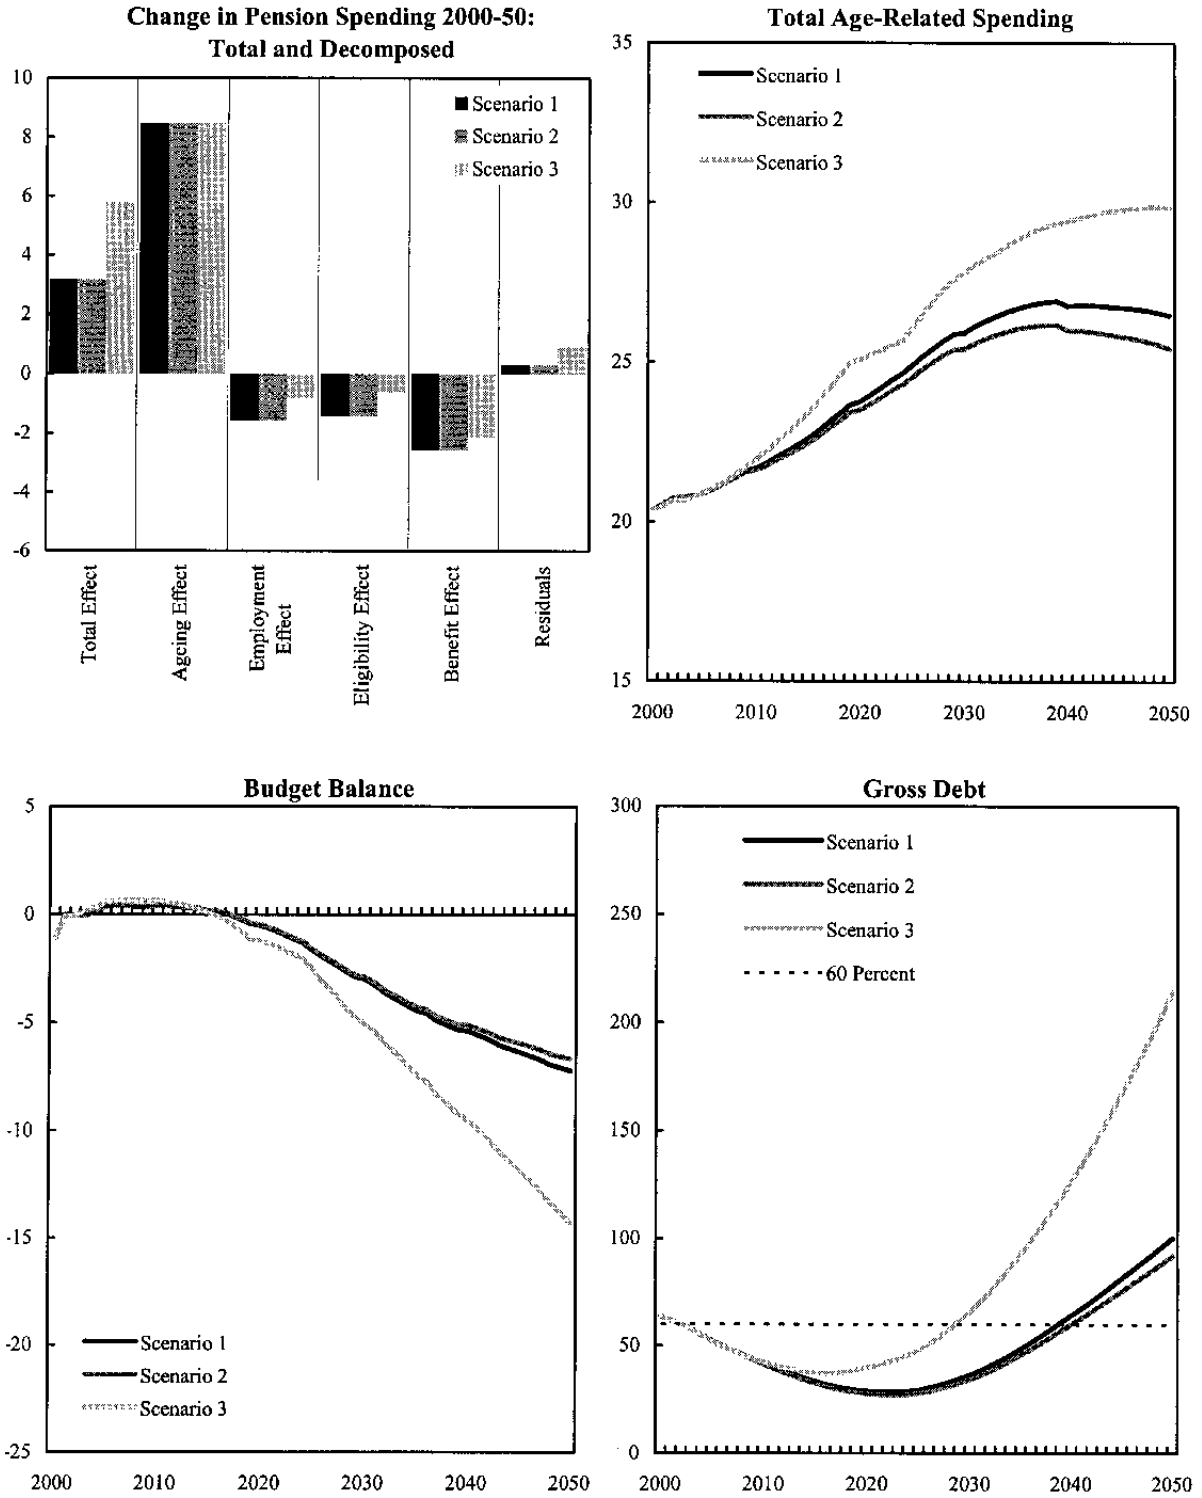 Change in Pension Spending 2000-50:
Total and Decomposed
10
8
6
4
2
0
-2
-4
-6
Scenario 1
Scenario 2
Scenario 3
Total Effect
Ageing Effect
Employment
Effect
Eligibility Effect
Benefit Effect
Residuals
Total Age-Related Spending
35
30
25
20
15
Scenario 1
Scenario 2
Scenario 3
2000 2010 2020 2030 2040 2050
Budget Balance
5
0
-5
-10
-15
-20
-25
Scenario 1
Scenario 2
Scenario 3
2000 2010 2020 2030 2040 2050
Gross Debt
300
250
200
150
100
50
0
Scenario 1
Scenario 2
Scenario 3
60 Percent
2000 2010 2020 2030 2040 2050